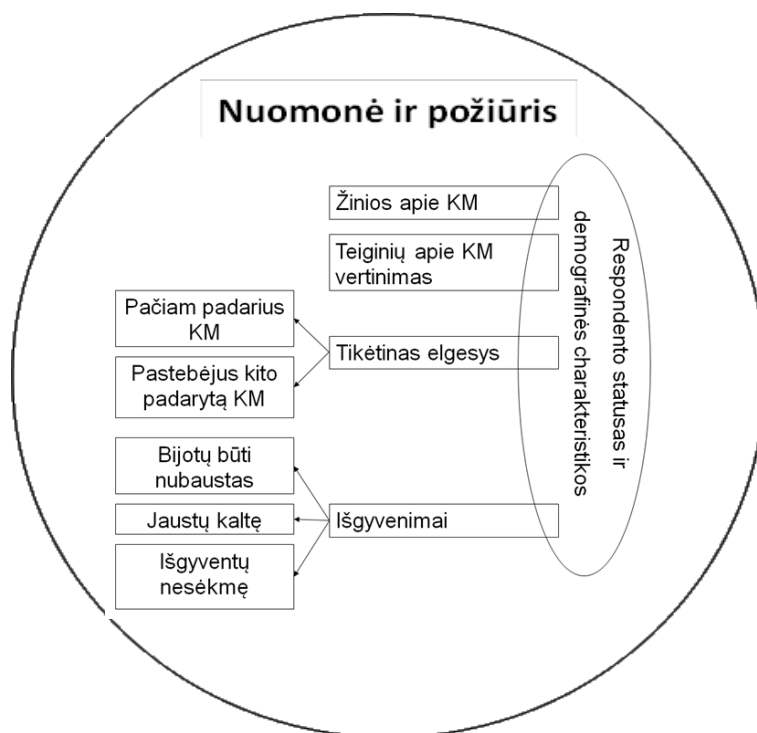 Nuomonė ir požiūris
Žinios apie KM
Teiginių apie KM
vertinimas
Pačiam padarius
KM
Tikėtinas elgesys
Pastebėjus kito
padarytą KM
Bijotų būti
nubaustas
Jaustų kaltę
Išgyvenimai
Išgyventų
nesėkmę
Respondento statusas ir
demografinės charakteristikos